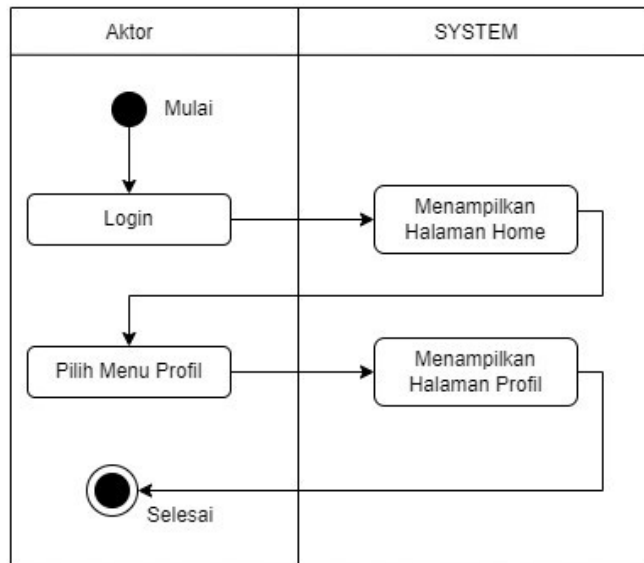 Aktor
SYSTEM
Mulai
Login
Menampilkan
Halaman Home
Pilih Menu Profil
Menampilkan
Halaman Profil
Selesai